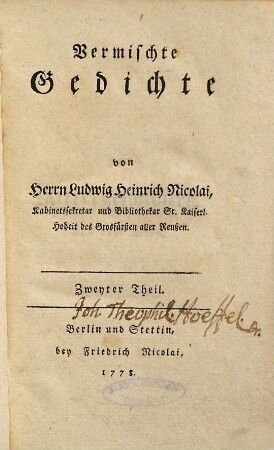 Vermischte
Gedichte
von
Herrn Ludwig Heinrich Nicolai,
Kabinettsekretar und Bibliothekar Sr. Kaiserl.
Hoheit des Grosfürsten aller Reußen.
Zweyter Theil.
Joh. Theophil Hoeffel.
Berlin und Stettin,
bey Friedrich Nicolai,
1778.